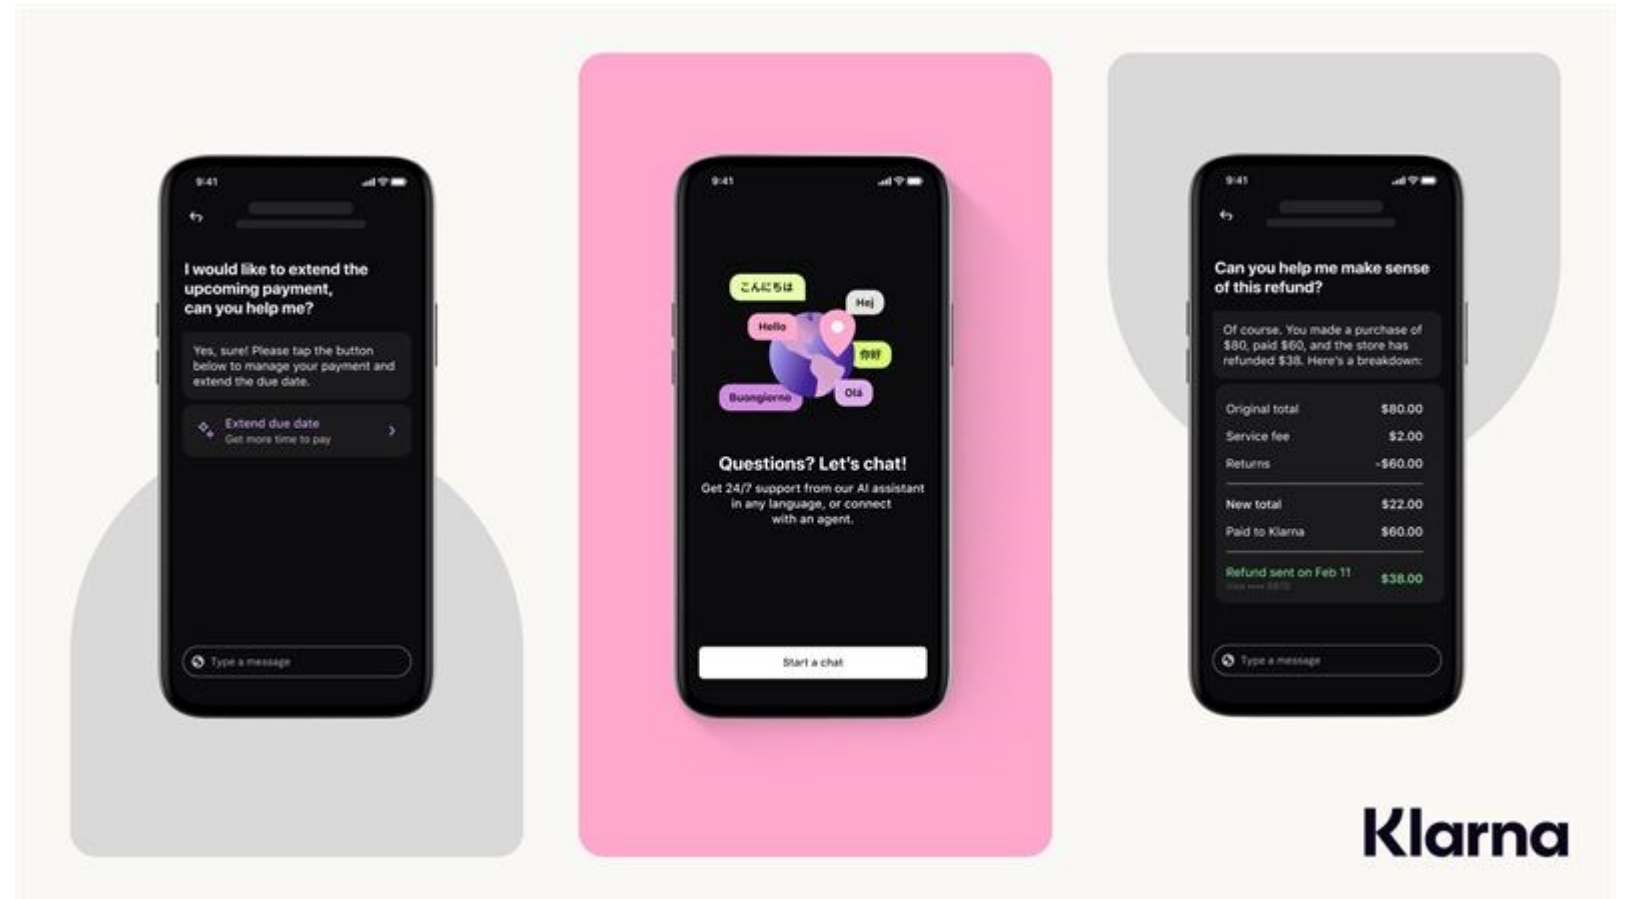 9:41
I would like to extend the
upcoming payment,
can you help me?
Yes, sure! Please tap the button
below to manage your payment and
extend the due date.
Extend due date
Get more time to pay
Type a message
9:41
こんにちは
Hej
Hello
你好
Olá
Buongiorno
Questions? Let's chat!
Get 24/7 support from our AI assistant
in any language, or connect
with an agent.
Start a chat
9:41
Can you help me make sense
of this refund?
Of course. You made a purchase of
$80, paid $60, and the store has
refunded $38. Here's a breakdown:
Original total $80.00
Service fee $2.00
Returns -$60.00
New total $22.00
Paid to Klarna $60.00
Refund sent on Feb 11 $38.00
Type a message
Klarna